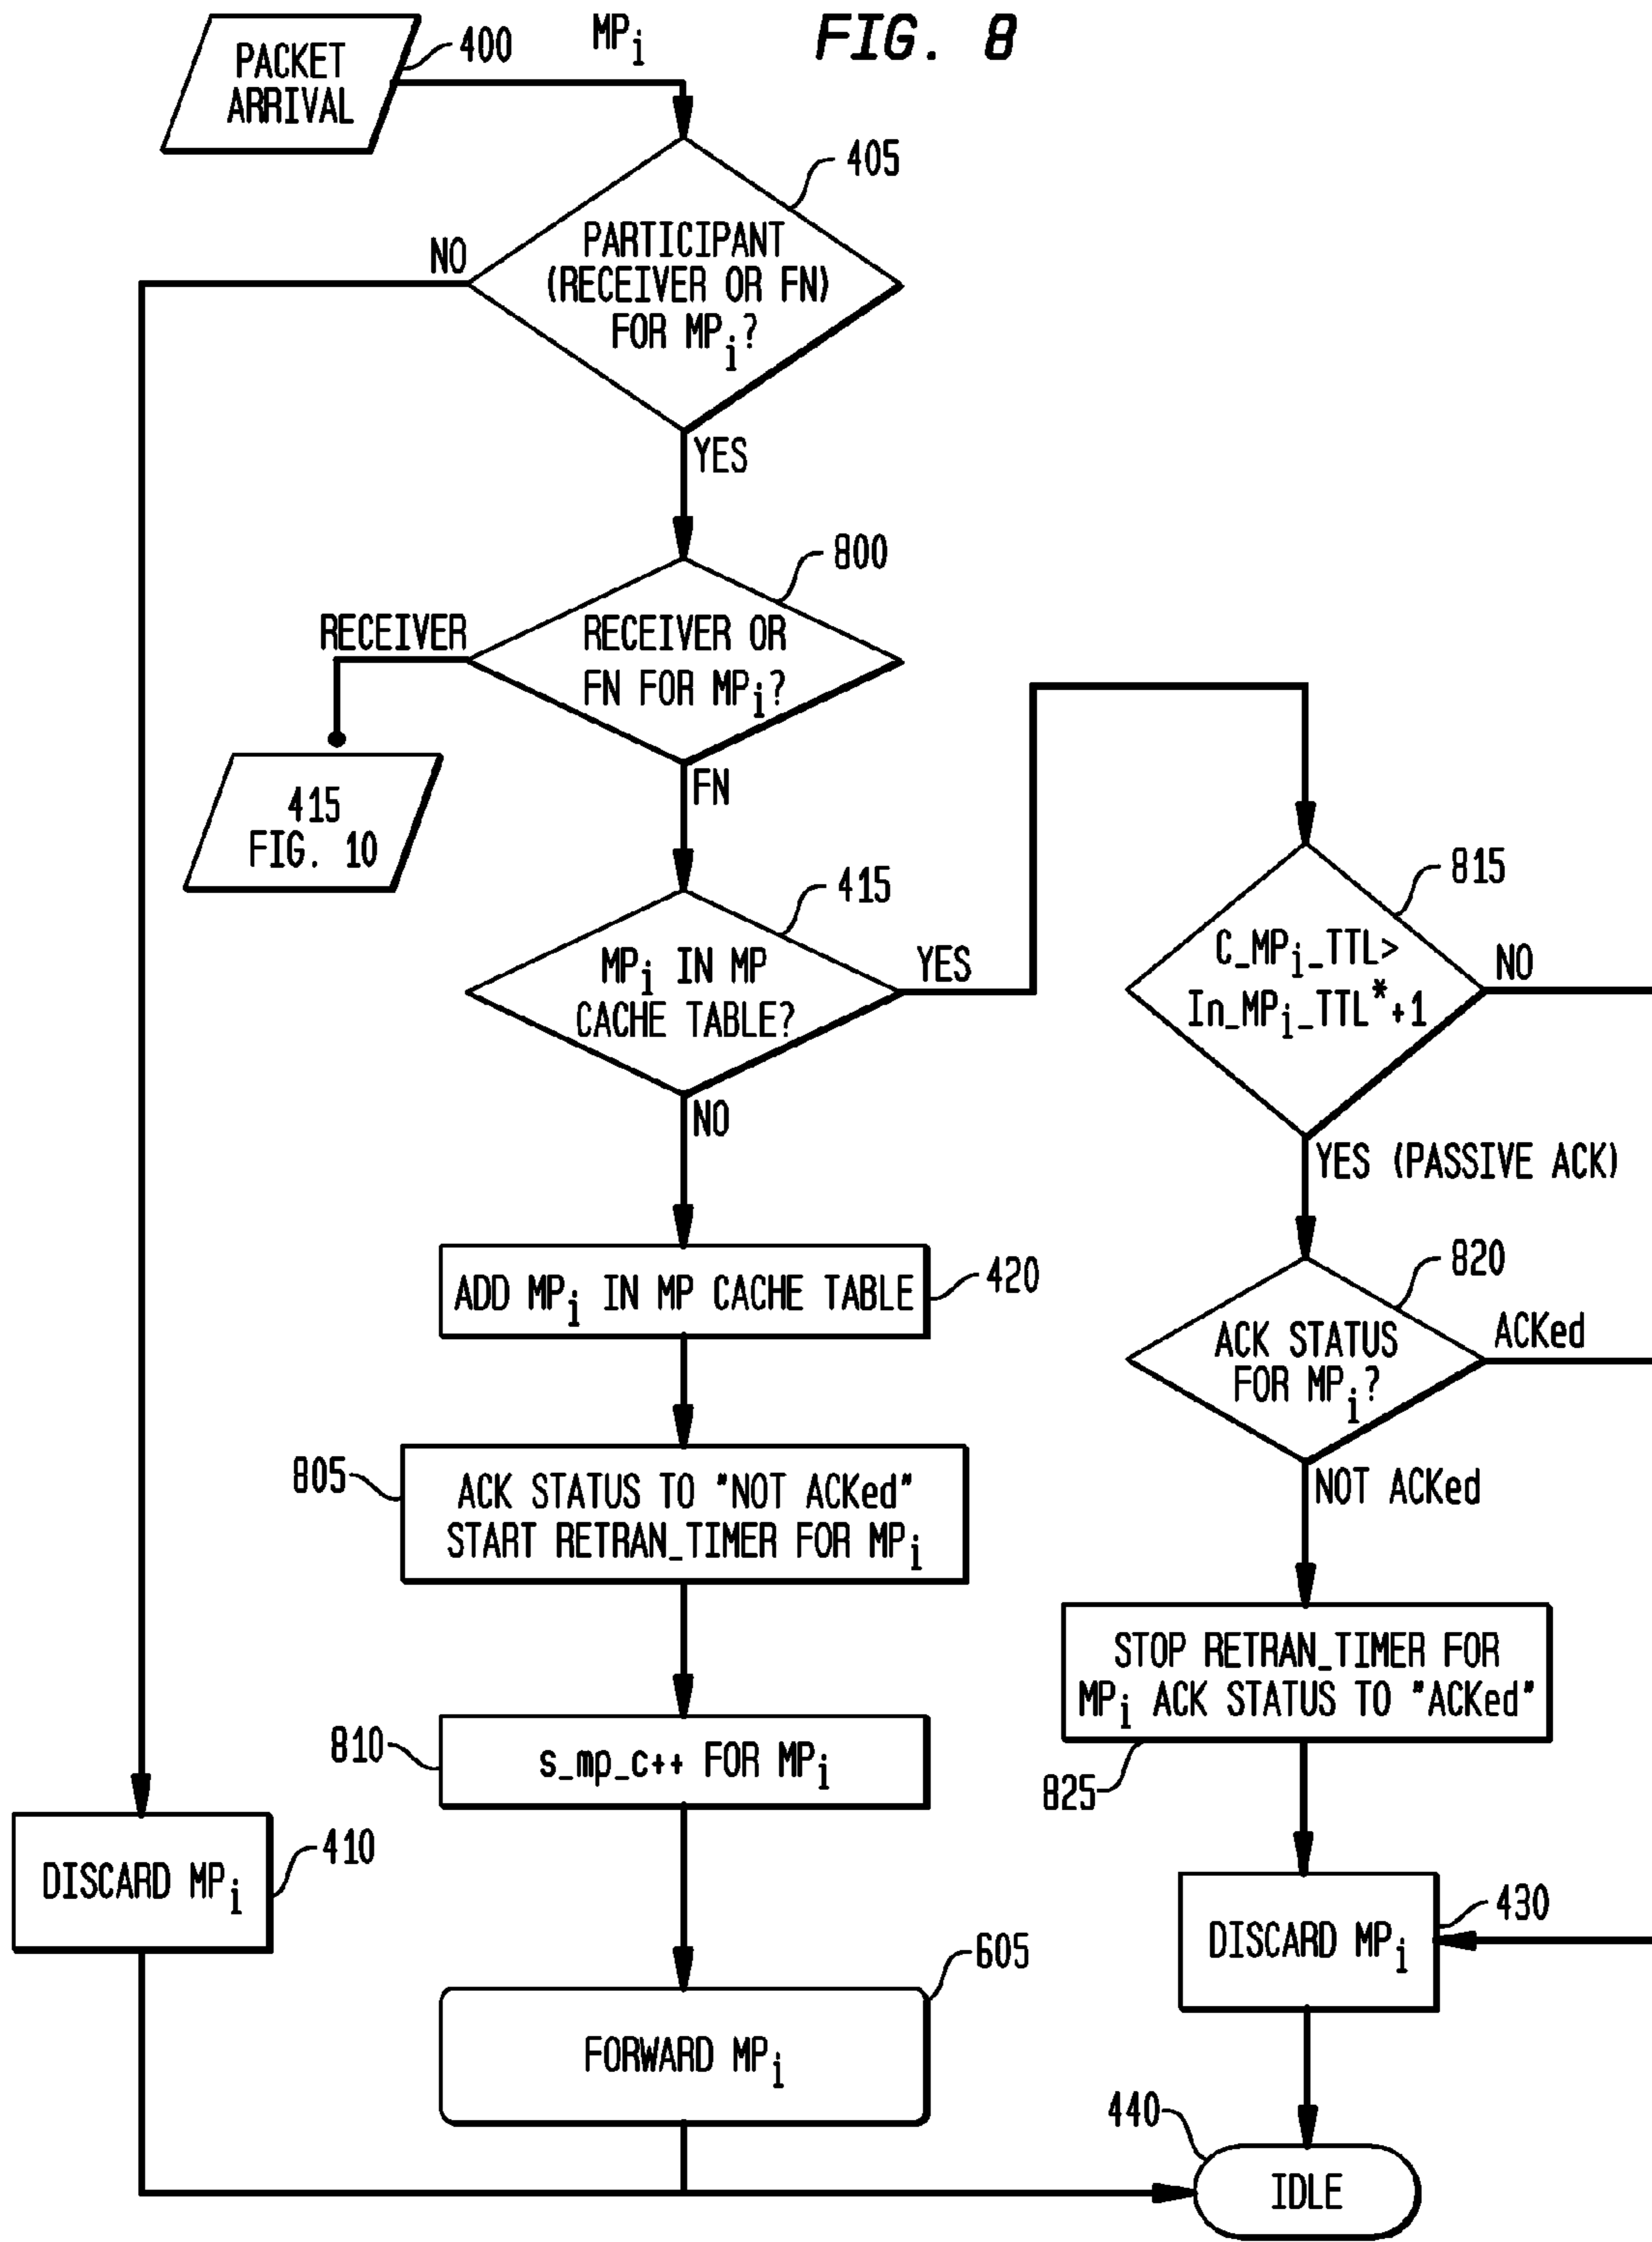 FIG. 8
PACKET
ARRIVAL
400
MPi
405
PARTICIPANT
(RECEIVER OR FN)
FOR MPi?
NO
YES
800
RECEIVER OR
FN FOR MPi?
RECEIVER
415
FIG. 10
FN
415
MPi IN MP
CACHE TABLE?
YES
NO
815
C_MPi_TTL>
In_MPi_TTL*+1
NO
YES (PASSIVE ACK)
420
ADD MPi IN MP CACHE TABLE
820
ACK STATUS
FOR MPi?
ACKed
NOT ACKed
805
ACK STATUS TO "NOT ACKed"
START RETRAN_TIMER FOR MPi
STOP RETRAN_TIMER FOR
MPi ACK STATUS TO "ACKed"
825
810
s_mp_c++ FOR MPi
DISCARD MPi
410
DISCARD MPi
430
605
FORWARD MPi
440
IDLE